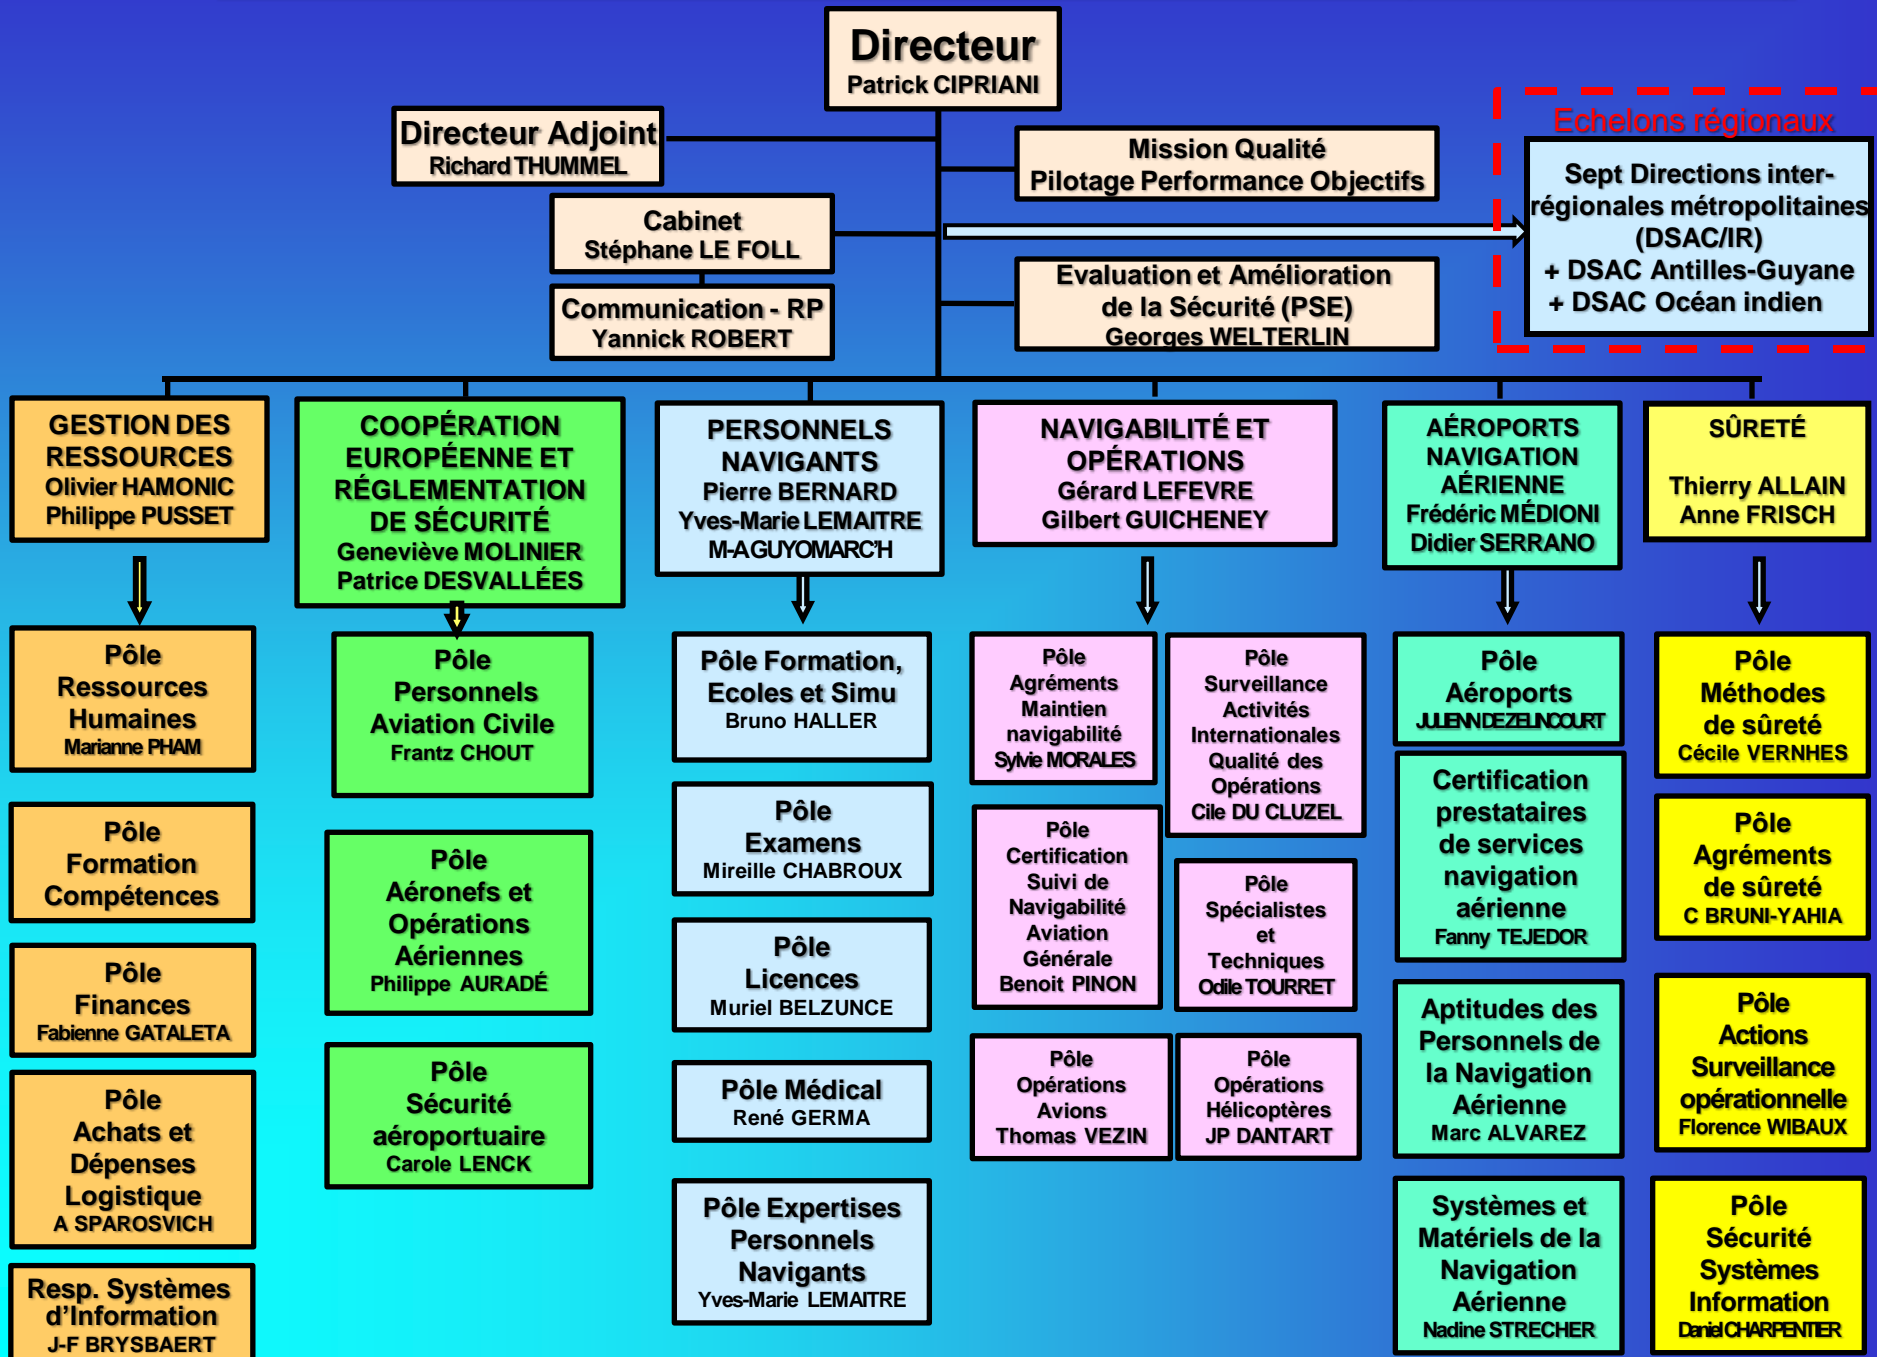 Directeur
Patrick CIPRIANI
Directeur Adjoint
Richard THUMMEL
Mission Qualité
Pilotage Performance Objectifs
Echelons régionaux
Sept Directions inter-
régionales métropolitaines
(DSAC/IR)
+ DSAC Antilles-Guyane
+ DSAC Océan indien
Cabinet
Stéphane LE FOLL
Communication - RP
Yannick ROBERT
Evaluation et Amélioration
de la Sécurité (PSE)
Georges WELTERLIN
GESTION DES
RESSOURCES
Olivier HAMONIC
Philippe PUSSET
Pôle
Ressources
Humaines
Marianne PHAM
Pôle
Formation
Compétences
Pôle
Finances
Fabienne GATALETA
Pôle
Achats et
Dépenses
Logistique
A SPAROSVICH
Resp. Systèmes
d'Information
J-F BRYSBAERT
COOPÉRATION
EUROPÉENNE ET
RÉGLEMENTATION
DE SÉCURITÉ
Geneviève MOLINIER
Patrice DESVALLÉES
Pôle
Personnels
Aviation Civile
Frantz CHOUT
Pôle
Aéronefs et
Opérations
Aériennes
Philippe AURADÉ
Pôle
Sécurité
aéroportuaire
Carole LENCK
PERSONNELS
NAVIGANTS
Pierre BERNARD
Yves-Marie LEMAITRE
M-A GUYOMARC'H
Pôle Formation,
Ecoles et Simu
Bruno HALLER
Pôle
Examens
Mireille CHABROUX
Pôle
Licences
Muriel BELZUNCE
Pôle Médical
René GERMA
Pôle Expertises
Personnels
Navigants
Yves-Marie LEMAITRE
NAVIGABILITÉ ET
OPÉRATIONS
Gérard LEFEVRE
Gilbert GUICHENEY
Pôle
Agréments
Maintien
navigabilité
Sylvie MORALES
Pôle
Surveillance
Activités
Internationales
Qualité des
Opérations
Cile DU CLUZEL
Pôle
Certification
Suivi de
Navigabilité
Aviation
Générale
Benoit PINON
Pôle
Spécialistes
et
Techniques
Odile TOURRET
Pôle
Opérations
Avions
Thomas VEZIN
Pôle
Opérations
Hélicoptères
JP DANTART
AÉROPORTS
NAVIGATION
AÉRIENNE
Frédéric MÉDIONI
Didier SERRANO
Pôle
Aéroports
JULIENN DE ZELINCOURT
Certification
prestataires
de services
navigation
aérienne
Fanny TEJEDOR
Aptitudes des
Personnels de
la Navigation
Aérienne
Marc ALVAREZ
Systèmes et
Matériels de la
Navigation
Aérienne
Nadine STRECHER
SÛRETÉ
Thierry ALLAIN
Anne FRISCH
Pôle
Méthodes
de sûreté
Cécile VERNHES
Pôle
Agréments
de sûreté
C BRUNI-YAHIA
Pôle
Actions
Surveillance
opérationnelle
Florence WIBAUX
Pôle
Sécurité
Systèmes
Information
Daniel CHARPENTIER